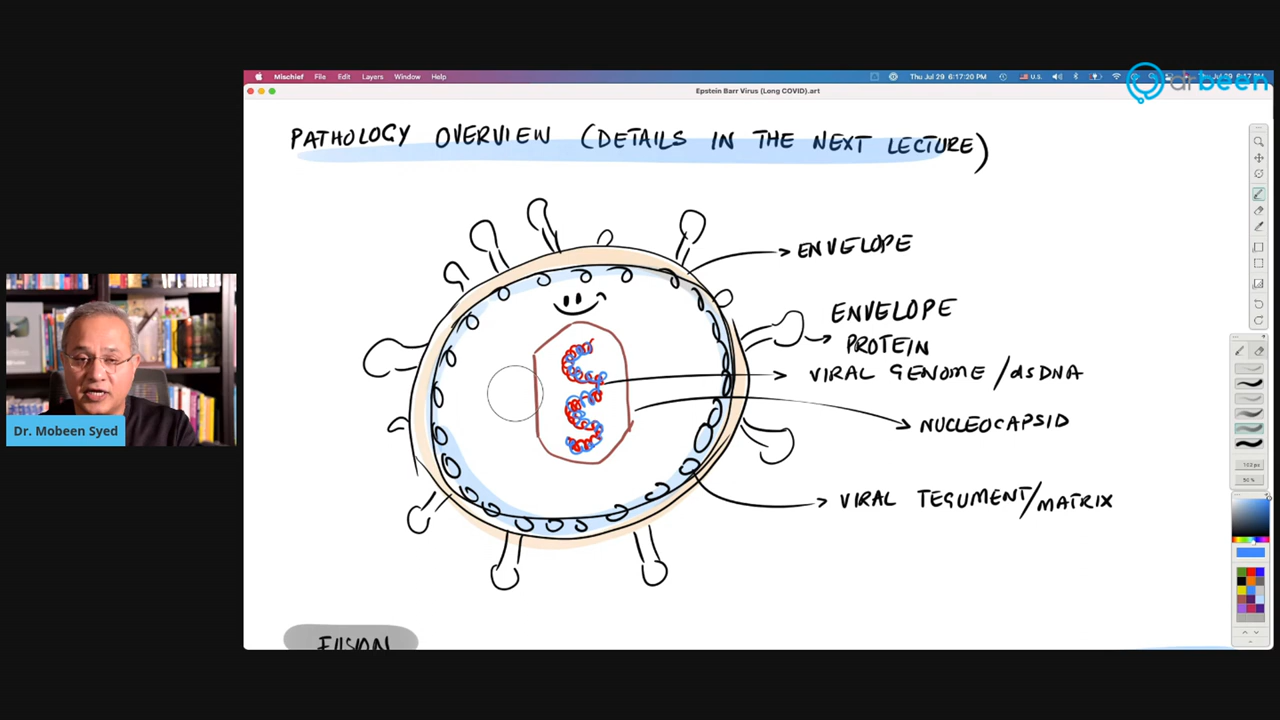 Mischief File Edit Layers Window Help
Thu Jul 29 6:17:20 PM
U.S.
drbeen
Epstein Barr Virus (Long COVID).art
PATHOLOGY OVERVIEW (DETAILS IN THE NEXT LECTURE)
ENVELOPE
ENVELOPE
PROTEIN
VIRAL GENOME/dsDNA
NUCLEOCAPSID
VIRAL TEGUMENT/MATRIX
Dr. Mobeen Syed
FUSION